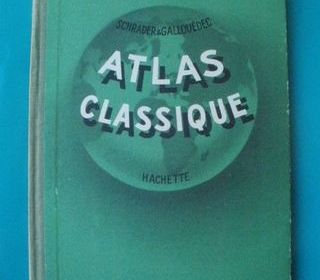 SCHRADER & GALLOUÉDEC
ATLAS
CLASSIQUE
HACHETTE